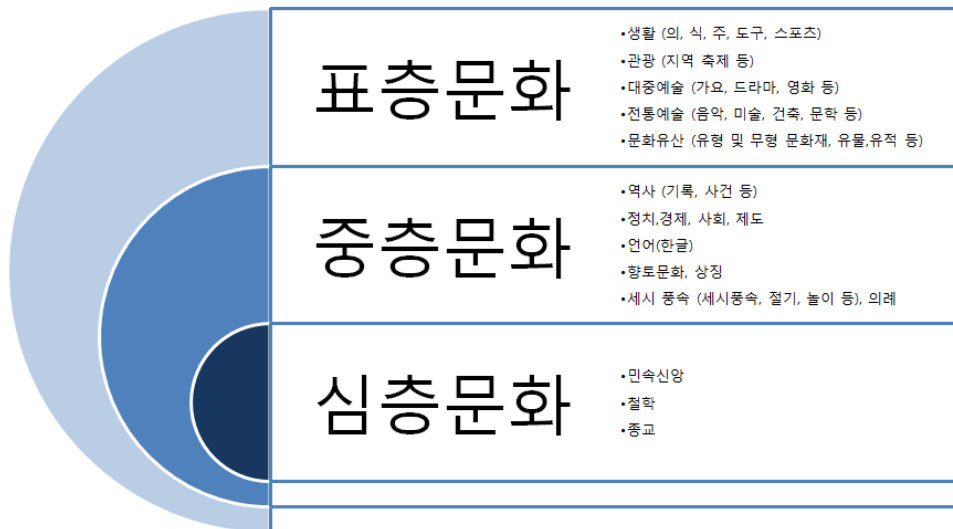 표층문화
•생활 (의, 식, 주, 도구, 스포츠)
•관광 (지역 축제 등)
•대중예술 (가요, 드라마, 영화 등)
•전통예술 (음악, 미술, 건축, 문학 등)
•문화유산 (유형 및 무형 문화재, 유물,유적 등)
중층문화
•역사 (기록, 사건 등)
•정치,경제, 사회, 제도
•언어(한글)
•향토문화, 상징
•세시 풍속 (세시풍속, 절기, 놀이 등), 의례
심층문화
•민속신앙
•철학
•종교